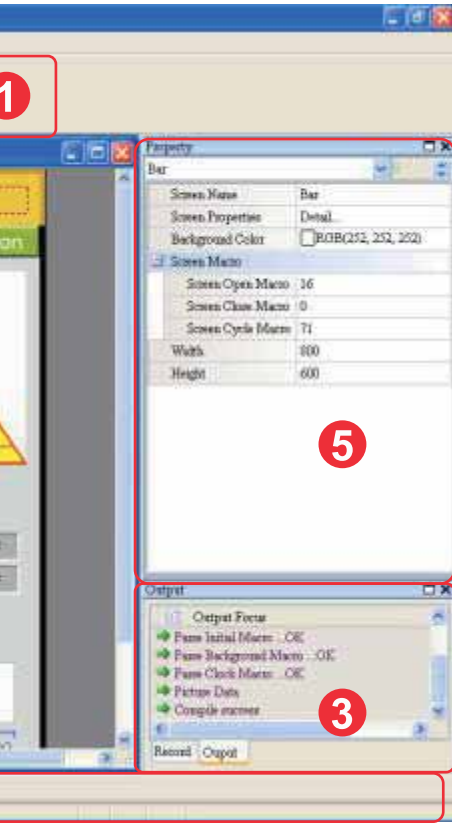 1
Property
Bar
on
Screen Name Bar
Screen Properties Detail...
Background Color RGB(252, 252, 252)
Screen Macro
Screen Open Macro 16
Screen Close Macro 0
Screen Cycle Macro 71
Width 800
Height 600
5
Output
Output Focus
Parse Initial Macro...OK
Parse Background Macro...OK
Parse Clock Macro...OK
Picture Data
Compile success
3
Record Ouput